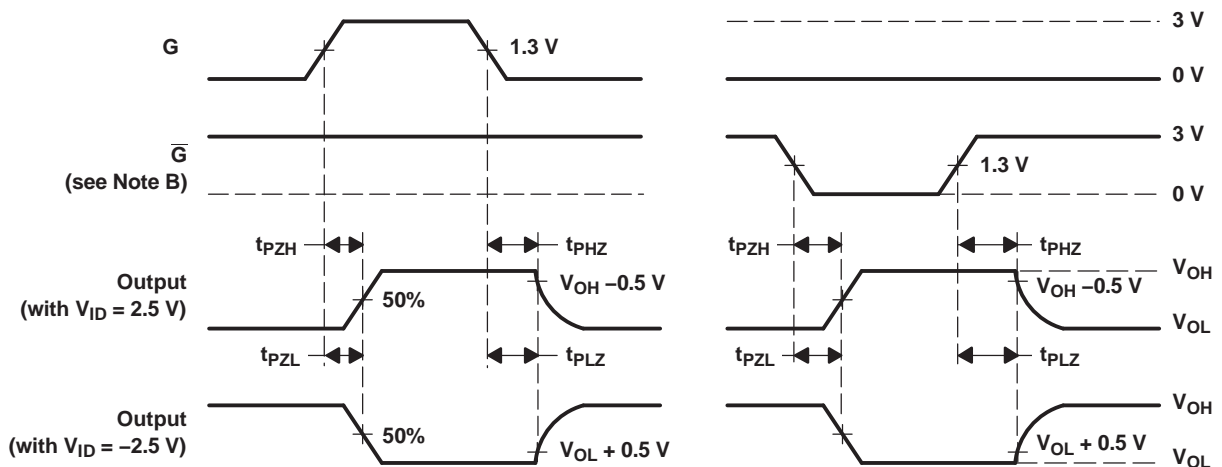 G
1.3 V
3 V
0 V
G
(see Note B)
3 V
1.3 V
0 V
tPZH
tPHZ
tPZH
tPHZ
Output
(with VID = 2.5 V)
50%
VOH –0.5 V
VOH –0.5 V
VOH
VOL
tPZL
tPLZ
tPZL
tPLZ
Output
(with VID = –2.5 V)
50%
VOL + 0.5 V
VOL + 0.5 V
VOH
VOL